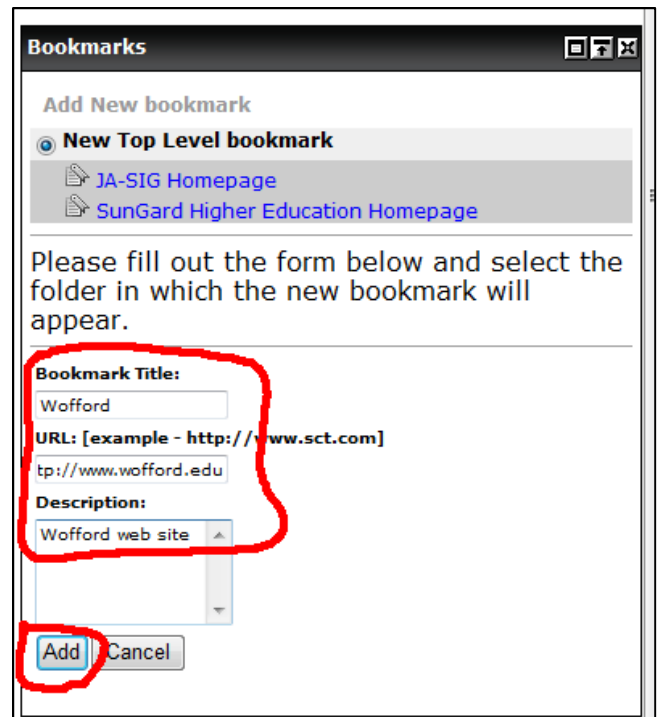 Bookmarks
Add New bookmark
New Top Level bookmark
JA-SIG Homepage
SunGard Higher Education Homepage
Please fill out the form below and select the
folder in which the new bookmark will
appear.
Bookmark Title:
Wofford
URL: [example - http://www.sct.com]
tp://www.wofford.edu
Description:
Wofford web site
Add Cancel